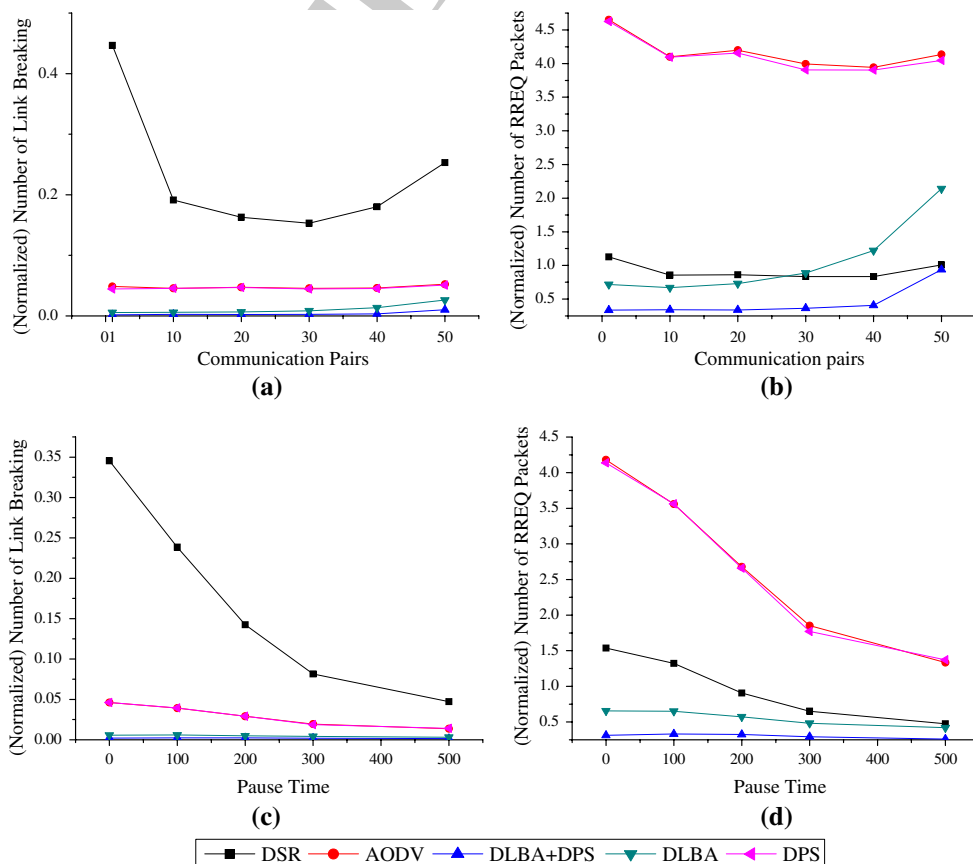 (Normalized) Number of Link Breaking
0.4
0.2
0.0
01 10 20 30 40 50
Communication Pairs
(a)
(Normalized) Number of RREQ Packets
4.5
4.0
3.5
3.0
2.5
2.0
1.5
1.0
0.5
0 10 20 30 40 50
Communication pairs
(b)
(Normalized) Number of Link Breaking
0.35
0.30
0.25
0.20
0.15
0.10
0.05
0.00
0 100 200 300 400 500
Pause Time
(c)
(Normalized) Number of RREQ Packets
4.5
4.0
3.5
3.0
2.5
2.0
1.5
1.0
0.5
0 100 200 300 400 500
Pause Time
(d)
DSR AODV DLBA+DPS DLBA DPS